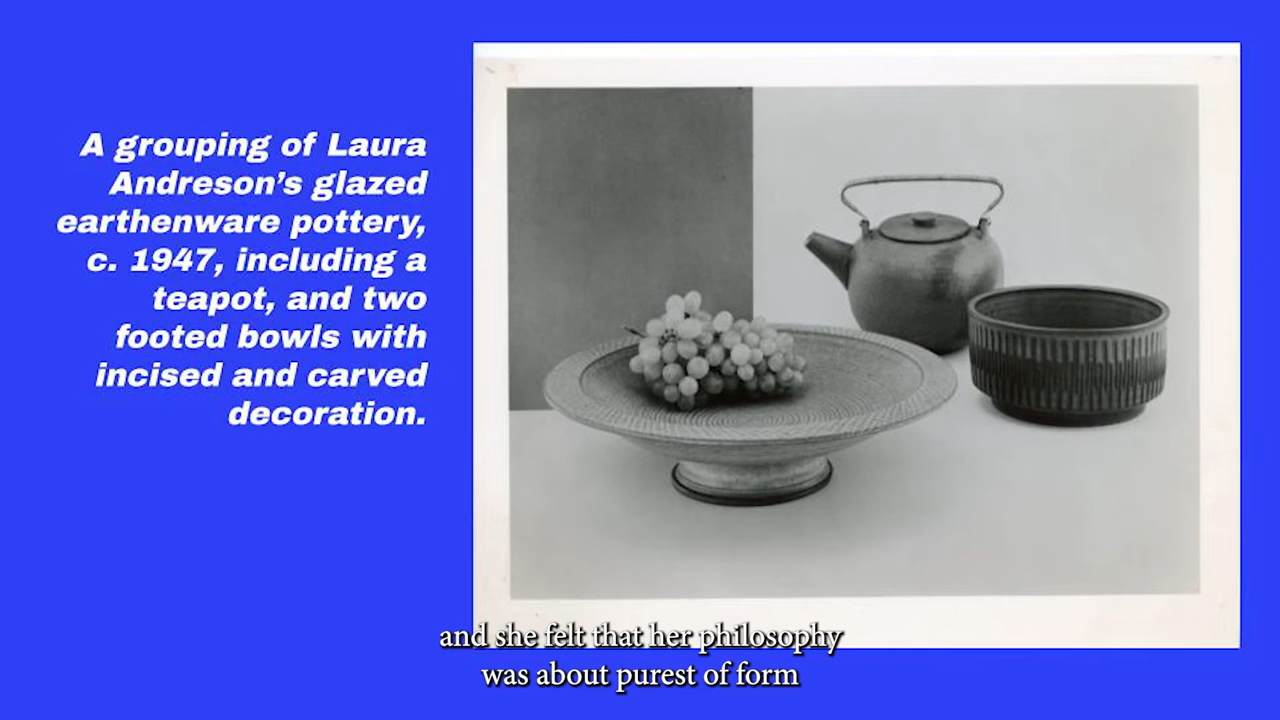 A grouping of Laura
Andreson’s glazed
earthenware pottery,
c. 1947, including a
teapot, and two
footed bowls with
incised and carved
decoration.
and she felt that her philosophy
was about purest of form